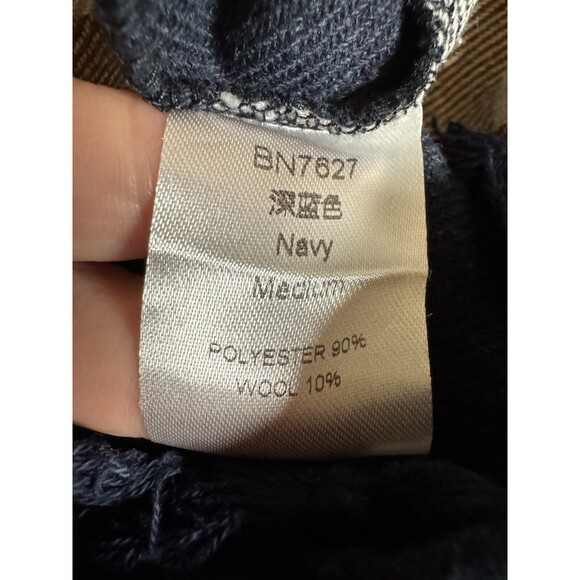 BN7627
深蓝色
Navy
Medium
POLYESTER 90%
WOOL 10%